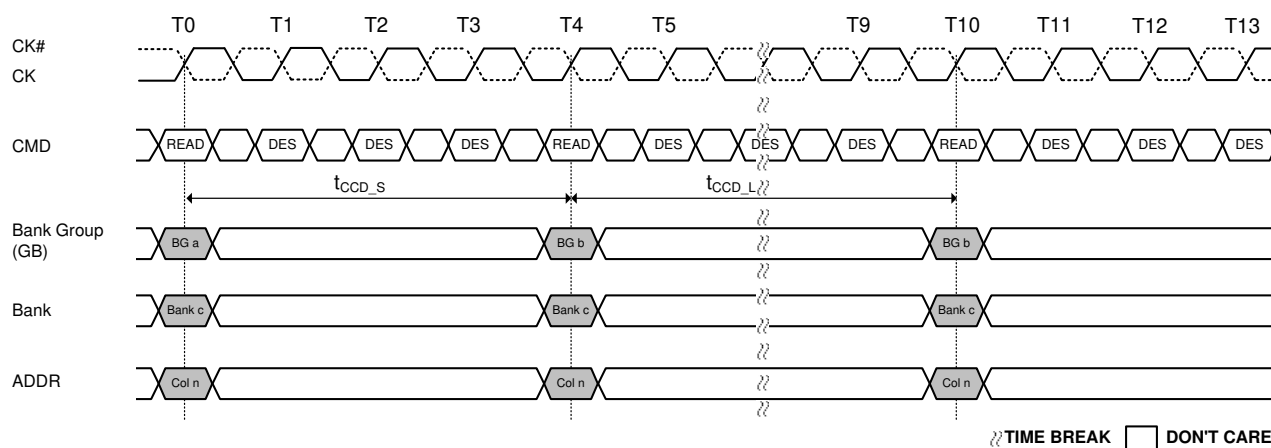 T0 T1 T2 T3 T4 T5 T9 T10 T11 T12 T13
CK#
CK
CMD READ DES DES DES READ DES DES DES READ DES DES DES
tCCD_S tCCD_L
Bank Group
(GB)
BG a BG b BG b
Bank Bank c Bank c Bank c
ADDR Col n Col n Col n
TIME BREAK DON'T CARE